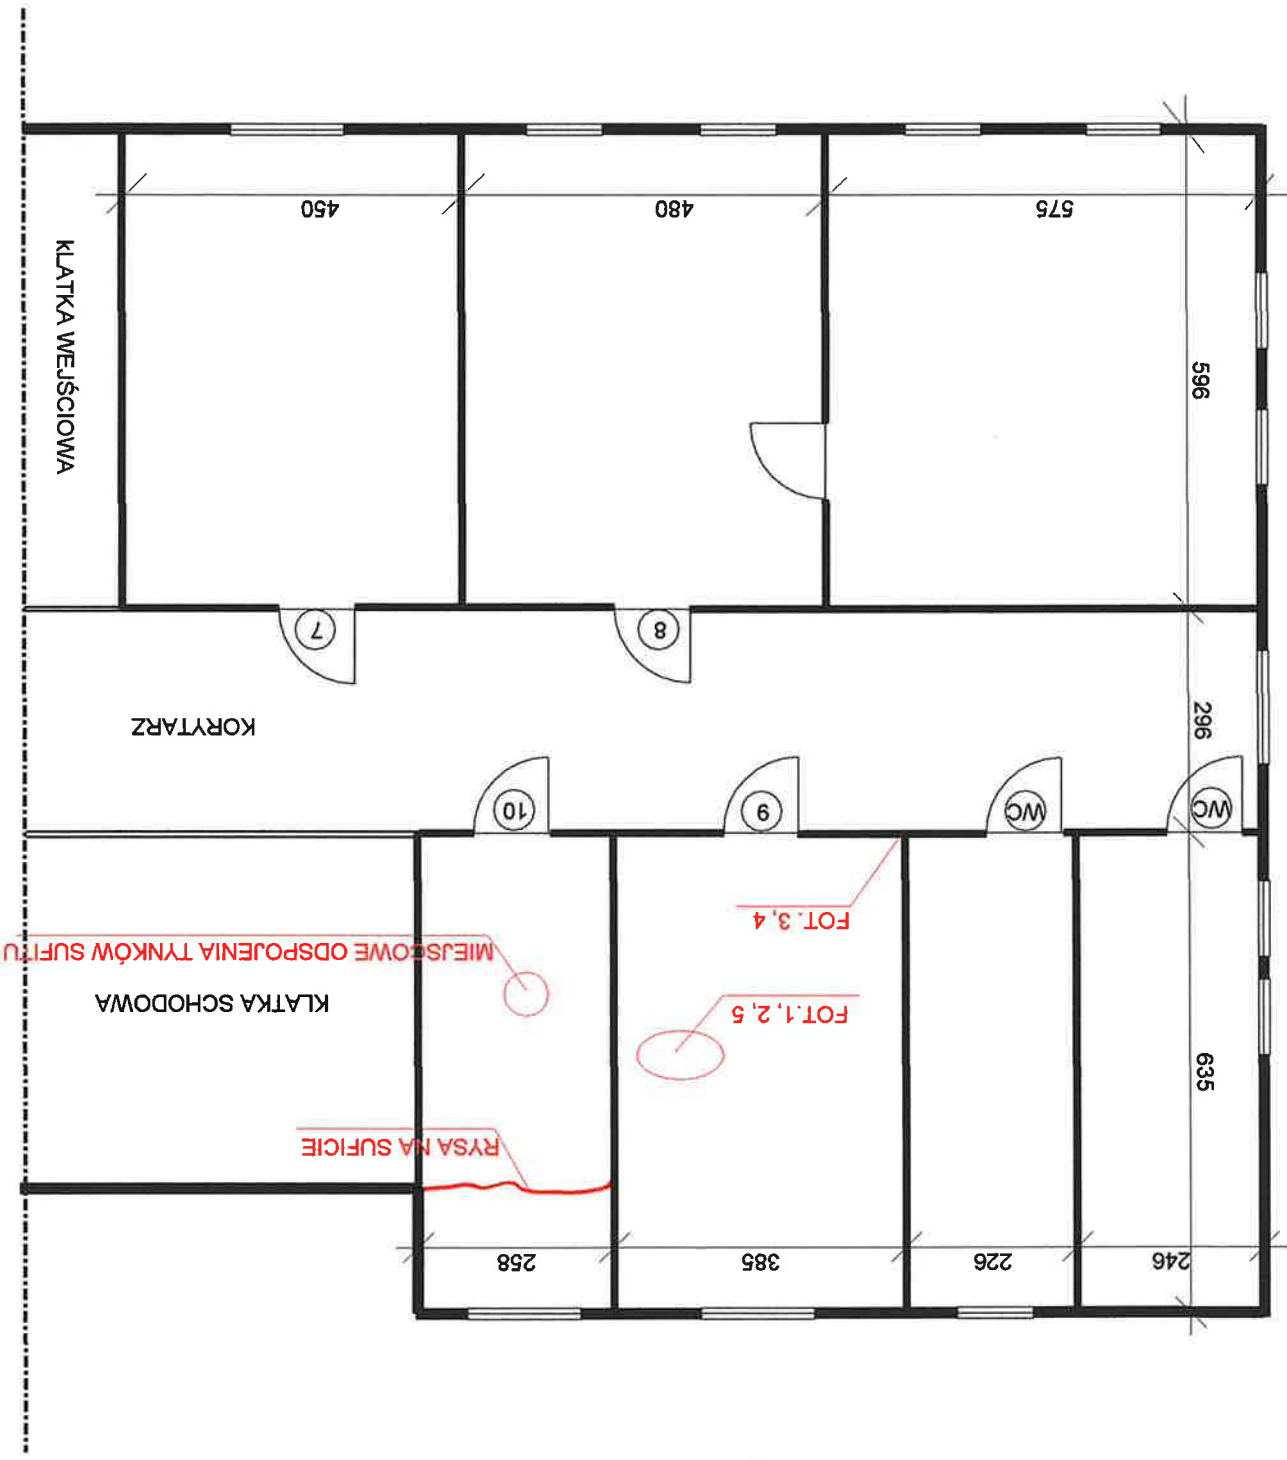 246
226
385
258
RYSA NA SUFICIE
635
FOT.1, 2, 5
KLATKA SCHODOWA
MIEJSCOWE ODSPOJENIA TYNKÓW SUFITU
FOT. 3, 4
WC
WC
9
10
296
KORYTARZ
8
7
596
kLATKA WEJŚCIOWA
575
480
450